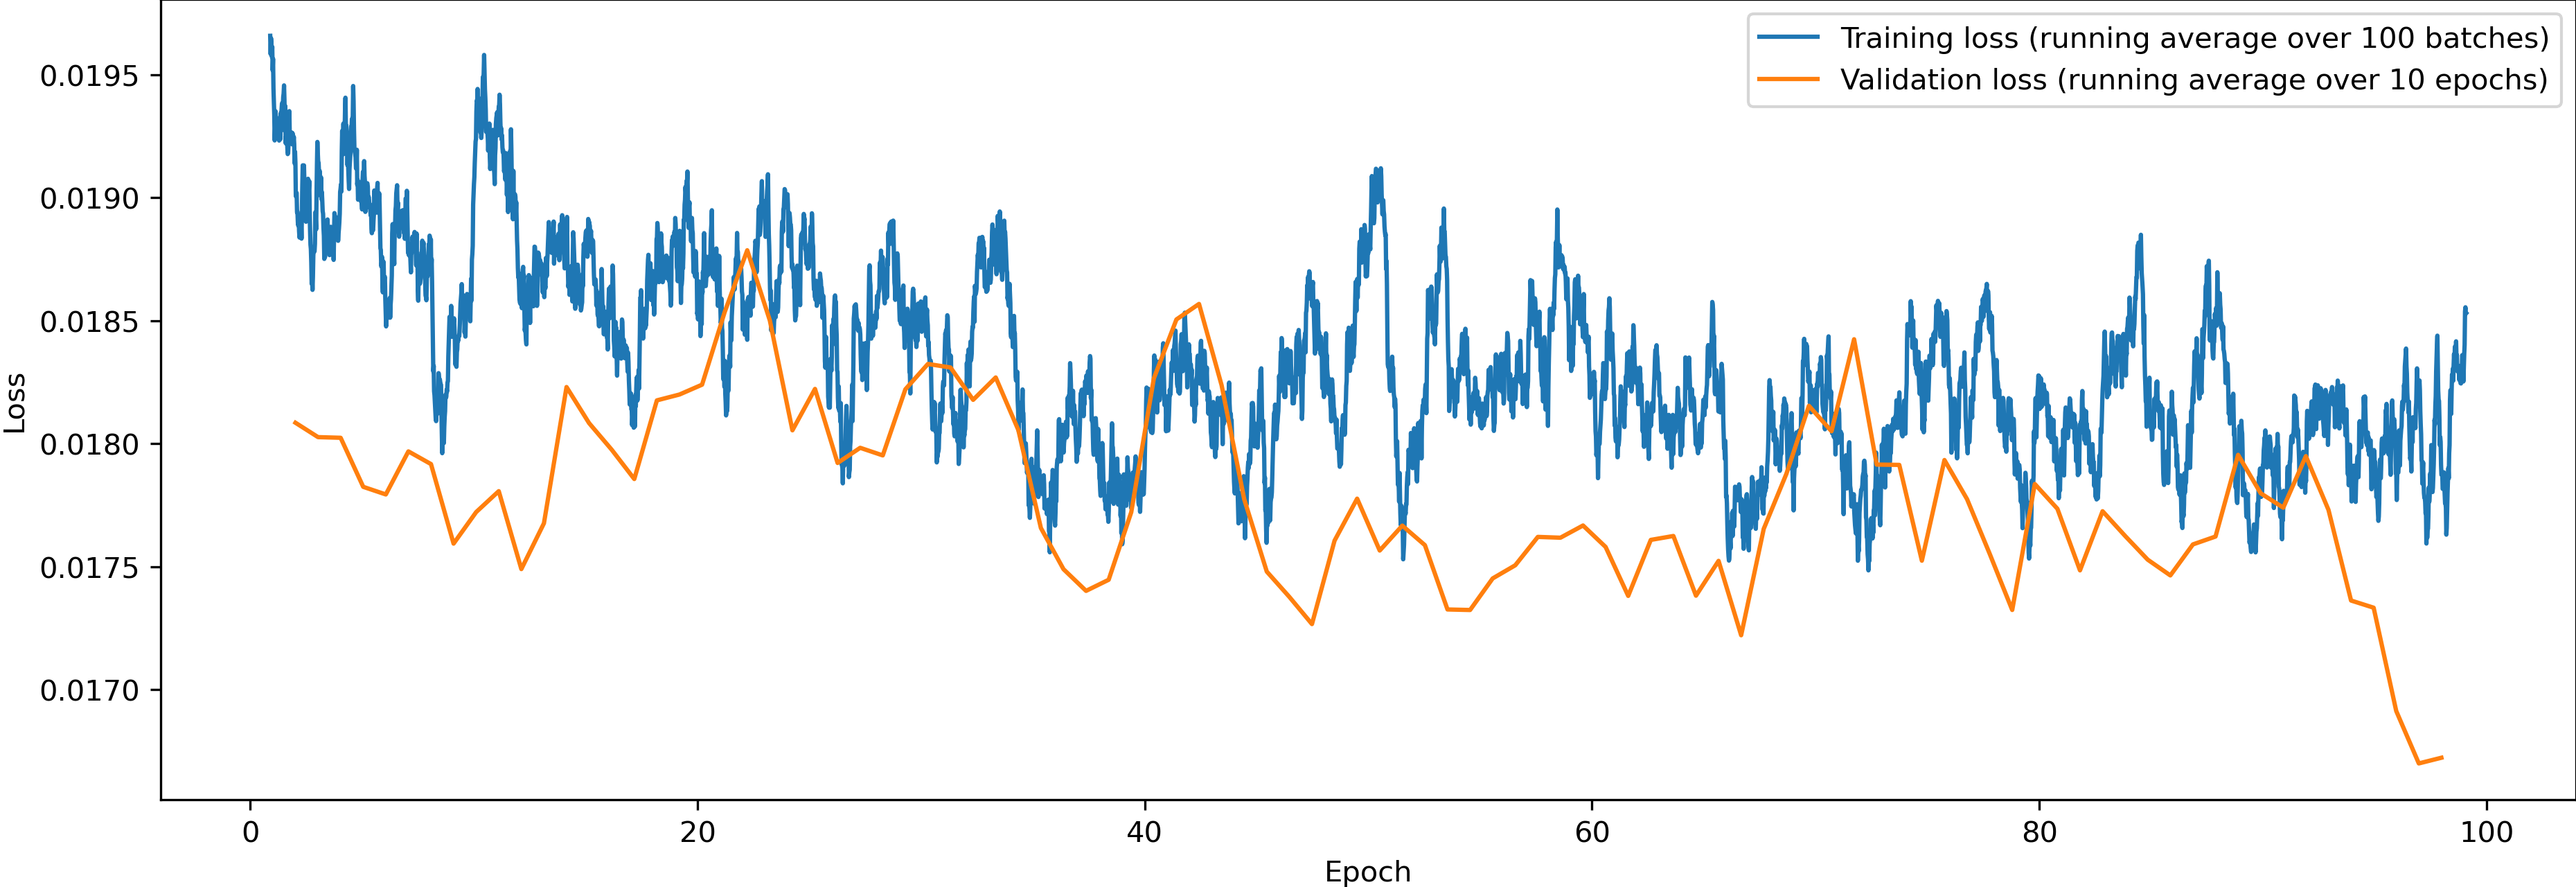 Training loss (running average over 100 batches)
Validation loss (running average over 10 epochs)
0.0195
0.0190
0.0185
0.0180
0.0175
0.0170
Loss
0 20 40 60 80 100
Epoch